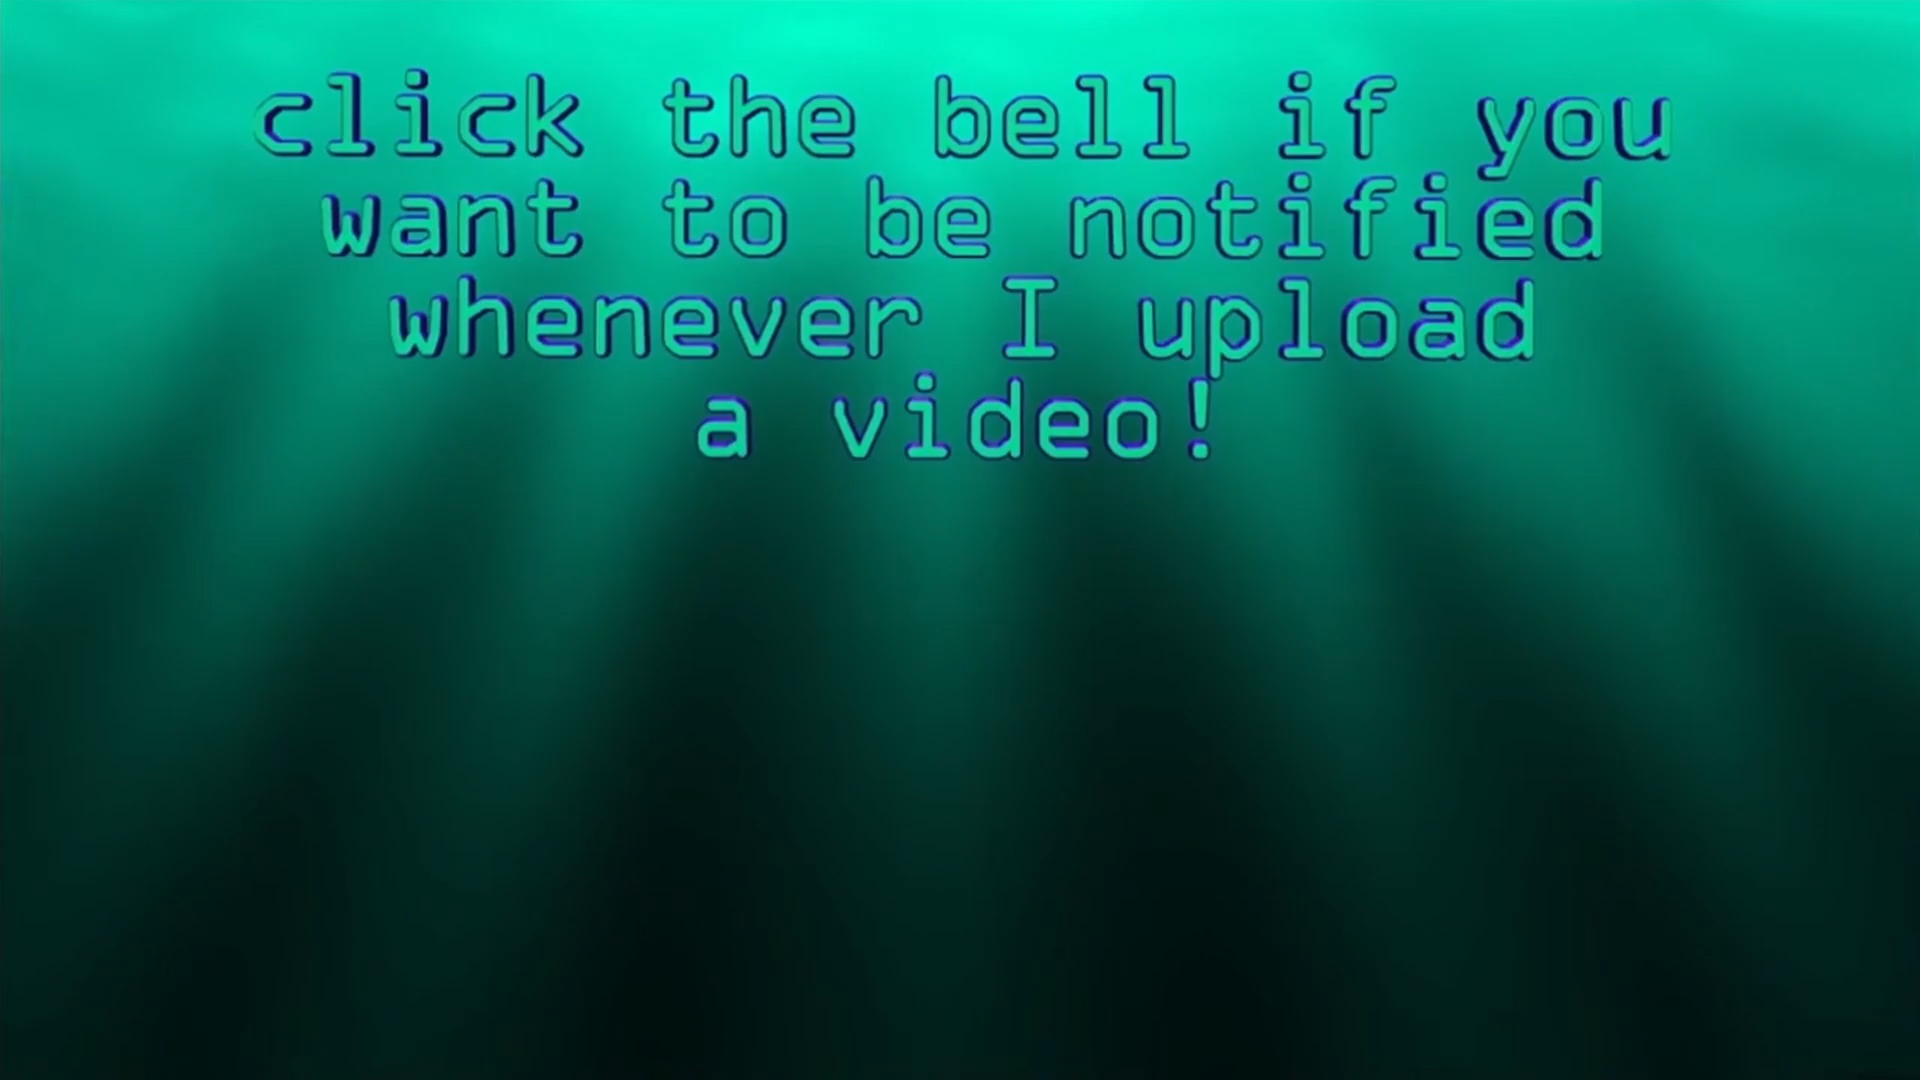 click the bell if you
want to be notified
whenever I upload
a video!